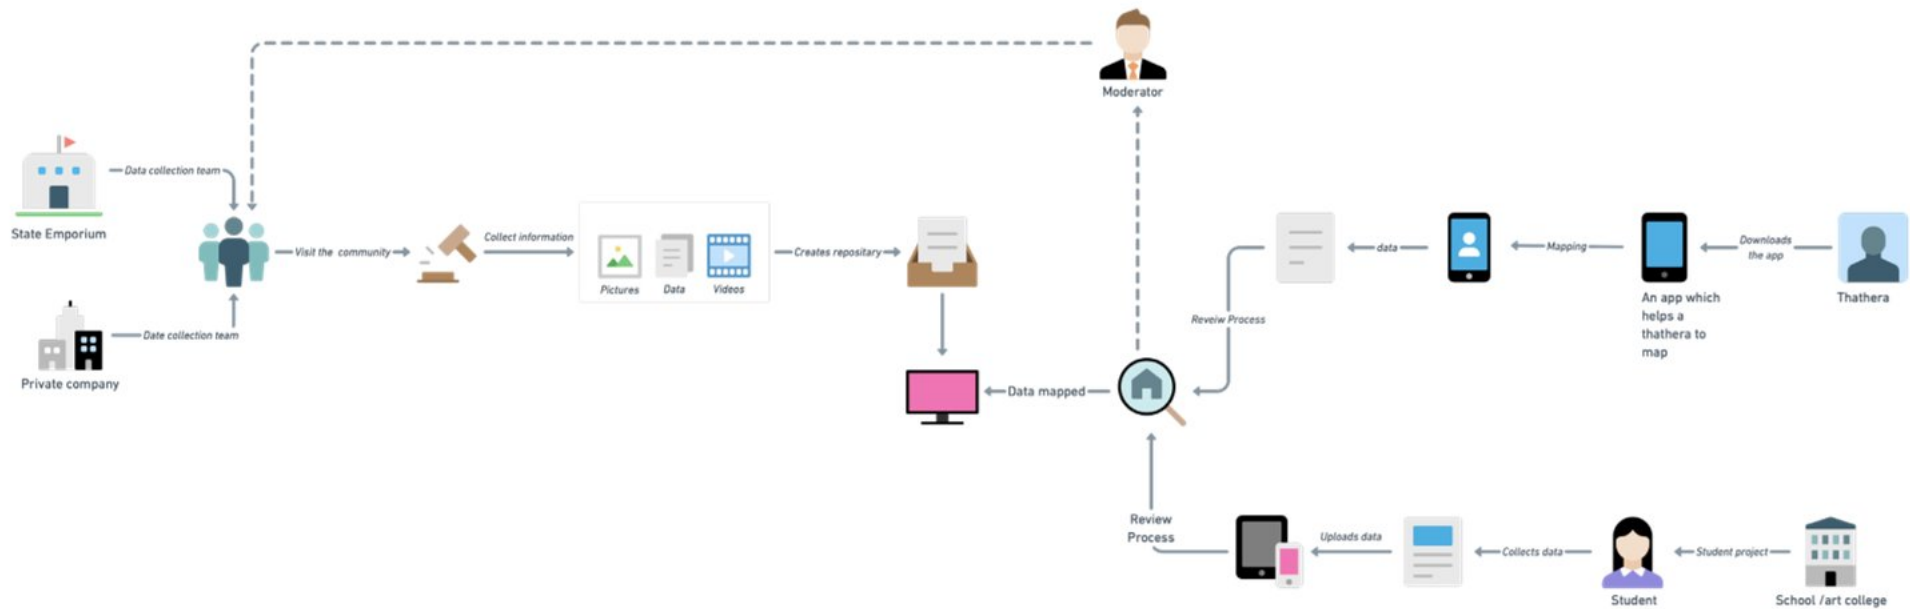 Moderator
Data collection team
State Emporium
Visit the community
Collect information
Pictures
Data
Videos
Creates repositary
Date collection team
Private company
Data mapped
Reveiw Process
data
Mapping
Downloads
the app
An app which
helps a
thathera to
map
Thathera
Review
Process
Uploads data
Collects data
Student project
Student
School /art college